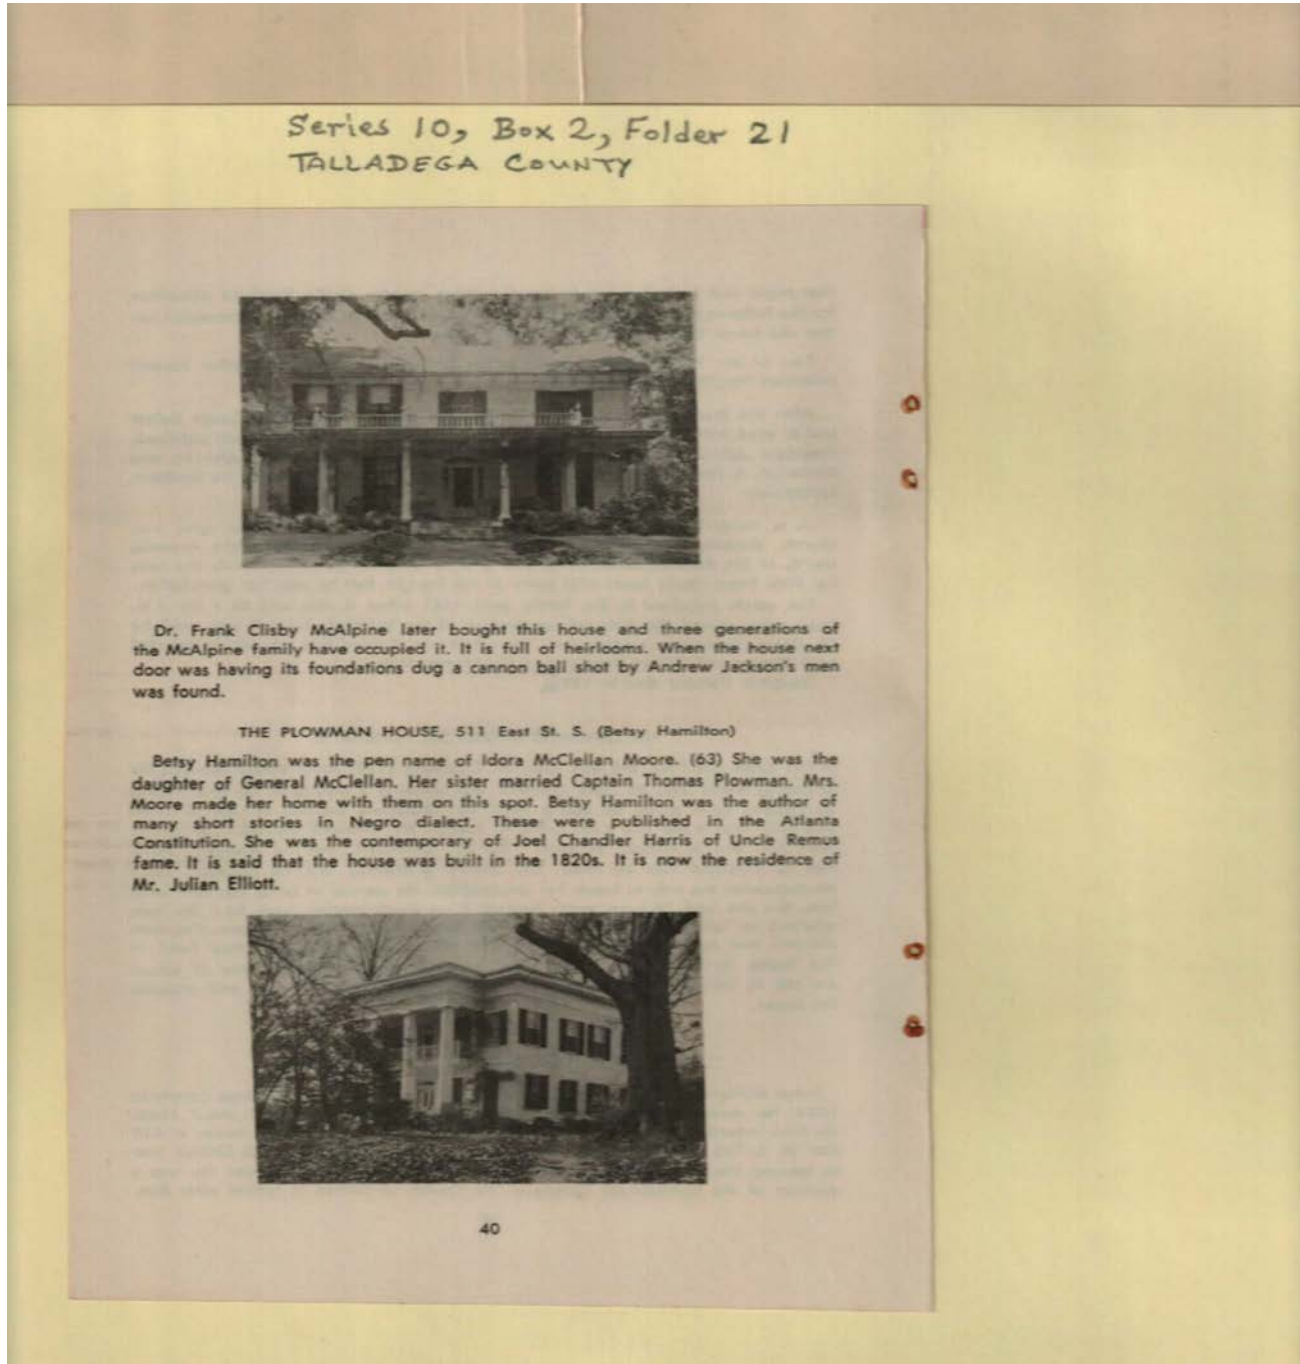 Series 10, Box 2, Folder 21
TALLADEGA COUNTY
Dr. Frank Clisby McAlpine later bought this house and three generations of
the McAlpine family have occupied it. It is full of heirlooms. When the house next
door was having its foundations dug a cannon ball shot by Andrew Jackson's men
was found.
THE PLOWMAN HOUSE, 511 East St. S. (Betsy Hamilton)
Betsy Hamilton was the pen name of Idora McClellan Moore. (63) She was the
daughter of General McClellan. Her sister married Captain Thomas Plowman. Mrs.
Moore made her home with them on this spot. Betsy Hamilton was the author of
many short stories in Negro dialect. These were published in the Atlanta
Constitution. She was the contemporary of Joel Chandler Harris of Uncle Remus
fame. It is said that the house was built in the 1820s. It is now the residence of
Mr. Julian Elliott.
40